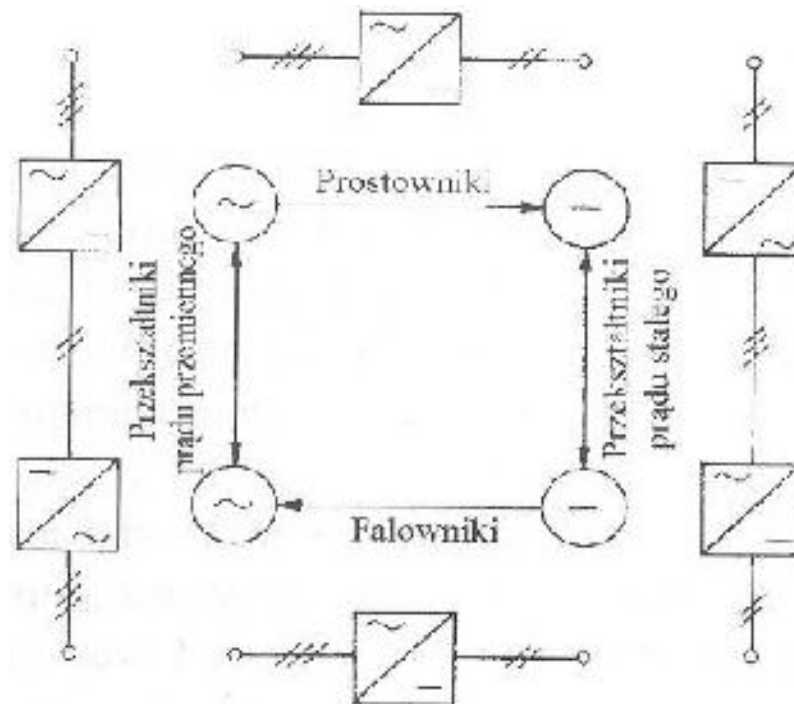 Prostowniki
Przekształtniki
prądu przemiennego
Przekształtniki
prądu stałego
Falowniki